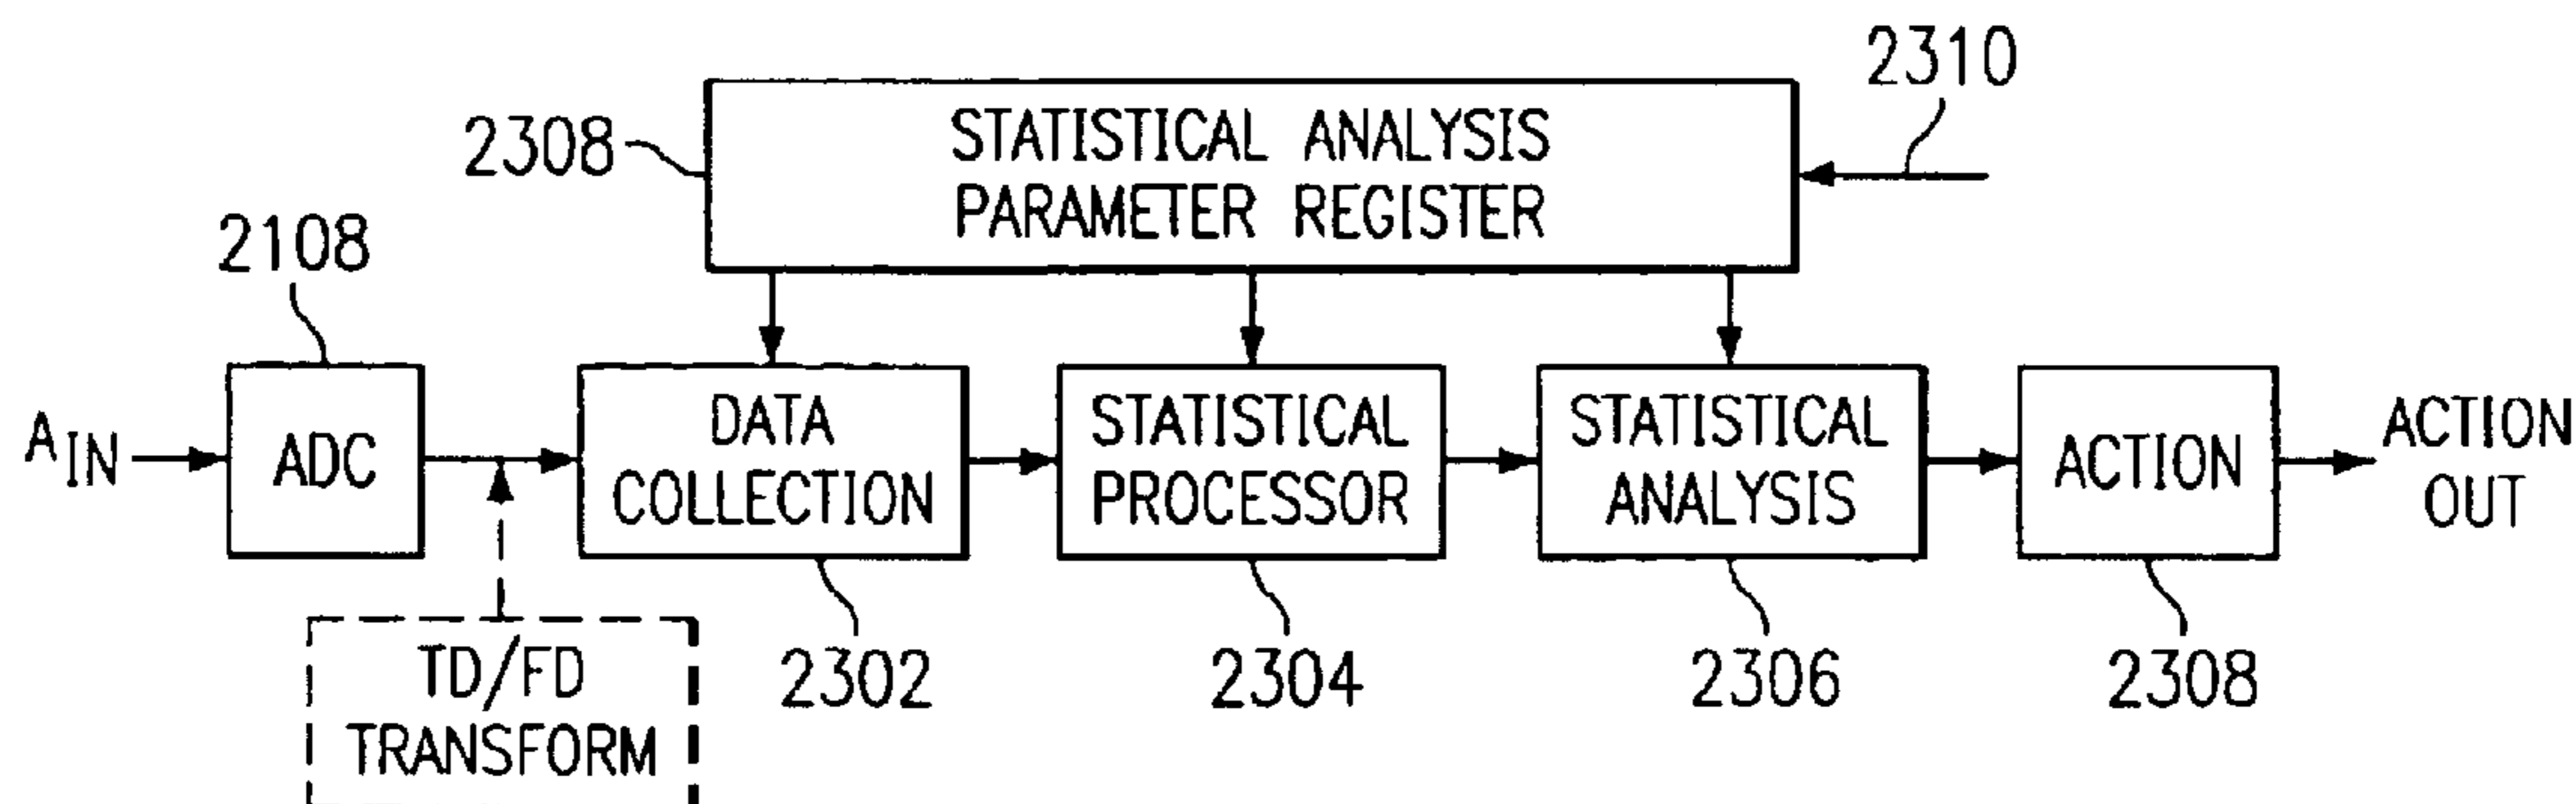 2310
STATISTICAL ANALYSIS
PARAMETER REGISTER
2308
2108
A IN
ADC
DATA
COLLECTION
STATISTICAL
PROCESSOR
STATISTICAL
ANALYSIS
ACTION
ACTION
OUT
TD/FD
TRANSFORM
2302
2304
2306
2308